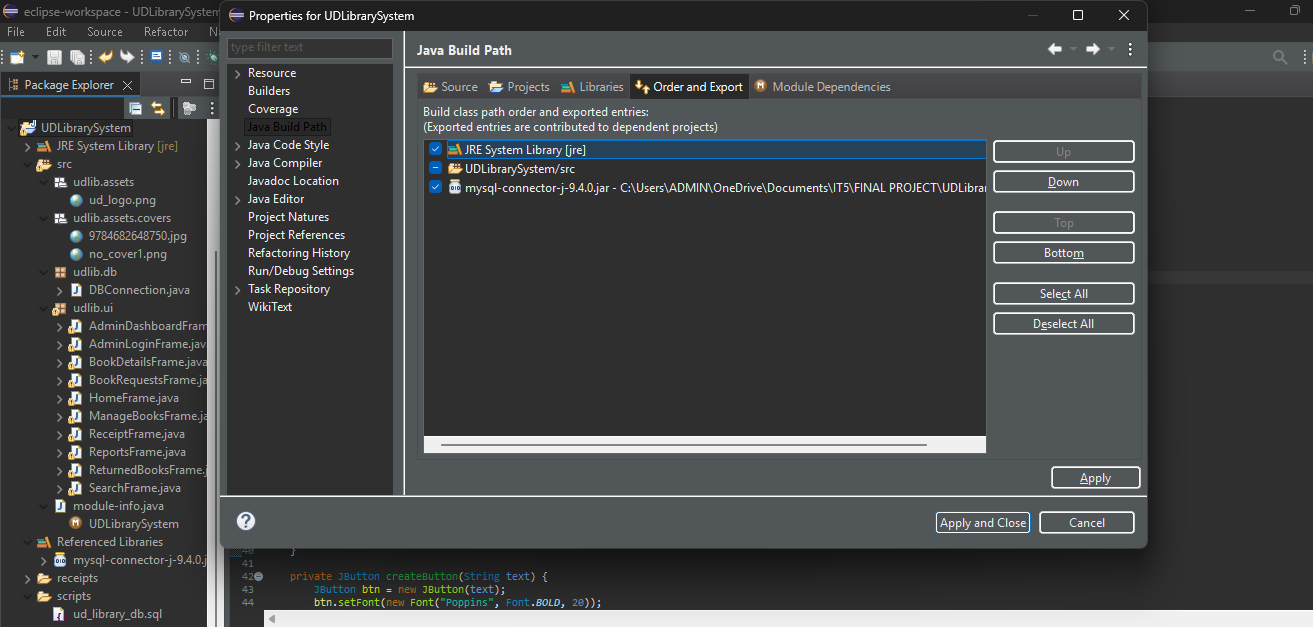 eclipse-workspace - UDLibrarySystem
File Edit Source Refactor N
Package Explorer
UDLibrarySystem
JRE System Library [jre]
src
udlib.assets
ud_logo.png
udlib.assets.covers
9784682648750.jpg
no_cover1.png
udlib.db
DBConnection.java
udlib.ui
AdminDashboardFram
AdminLoginFrame.jav
BookDetailsFrame.java
BookRequestsFrame.ja
HomeFrame.java
ManageBooksFrame.ja
ReceiptFrame.java
ReportsFrame.java
ReturnedBooksFrame.j
SearchFrame.java
module-info.java
UDLibrarySystem
Referenced Libraries
mysql-connector-j-9.4.0.j
receipts
scripts
ud_library_db.sql
Properties for UDLibrarySystem
type filter text
Resource
Builders
Coverage
Java Build Path
Java Code Style
Java Compiler
Javadoc Location
Java Editor
Project Natures
Project References
Refactoring History
Run/Debug Settings
Task Repository
WikiText
Java Build Path
Source Projects Libraries Order and Export Module Dependencies
Build class path order and exported entries:
(Exported entries are contributed to dependent projects)
JRE System Library [jre]
UDLibrarySystem/src
mysql-connector-j-9.4.0.jar - C:\Users\ADMIN\OneDrive\Documents\IT5\FINAL PROJECT\UDLibrar
Up
Down
Top
Bottom
Select All
Deselect All
Apply
Apply and Close Cancel
40 }
41
42 private JButton createButton(String text) {
43 JButton btn = new JButton(text);
44 btn.setFont(new Font("Poppins", Font.BOLD, 20));